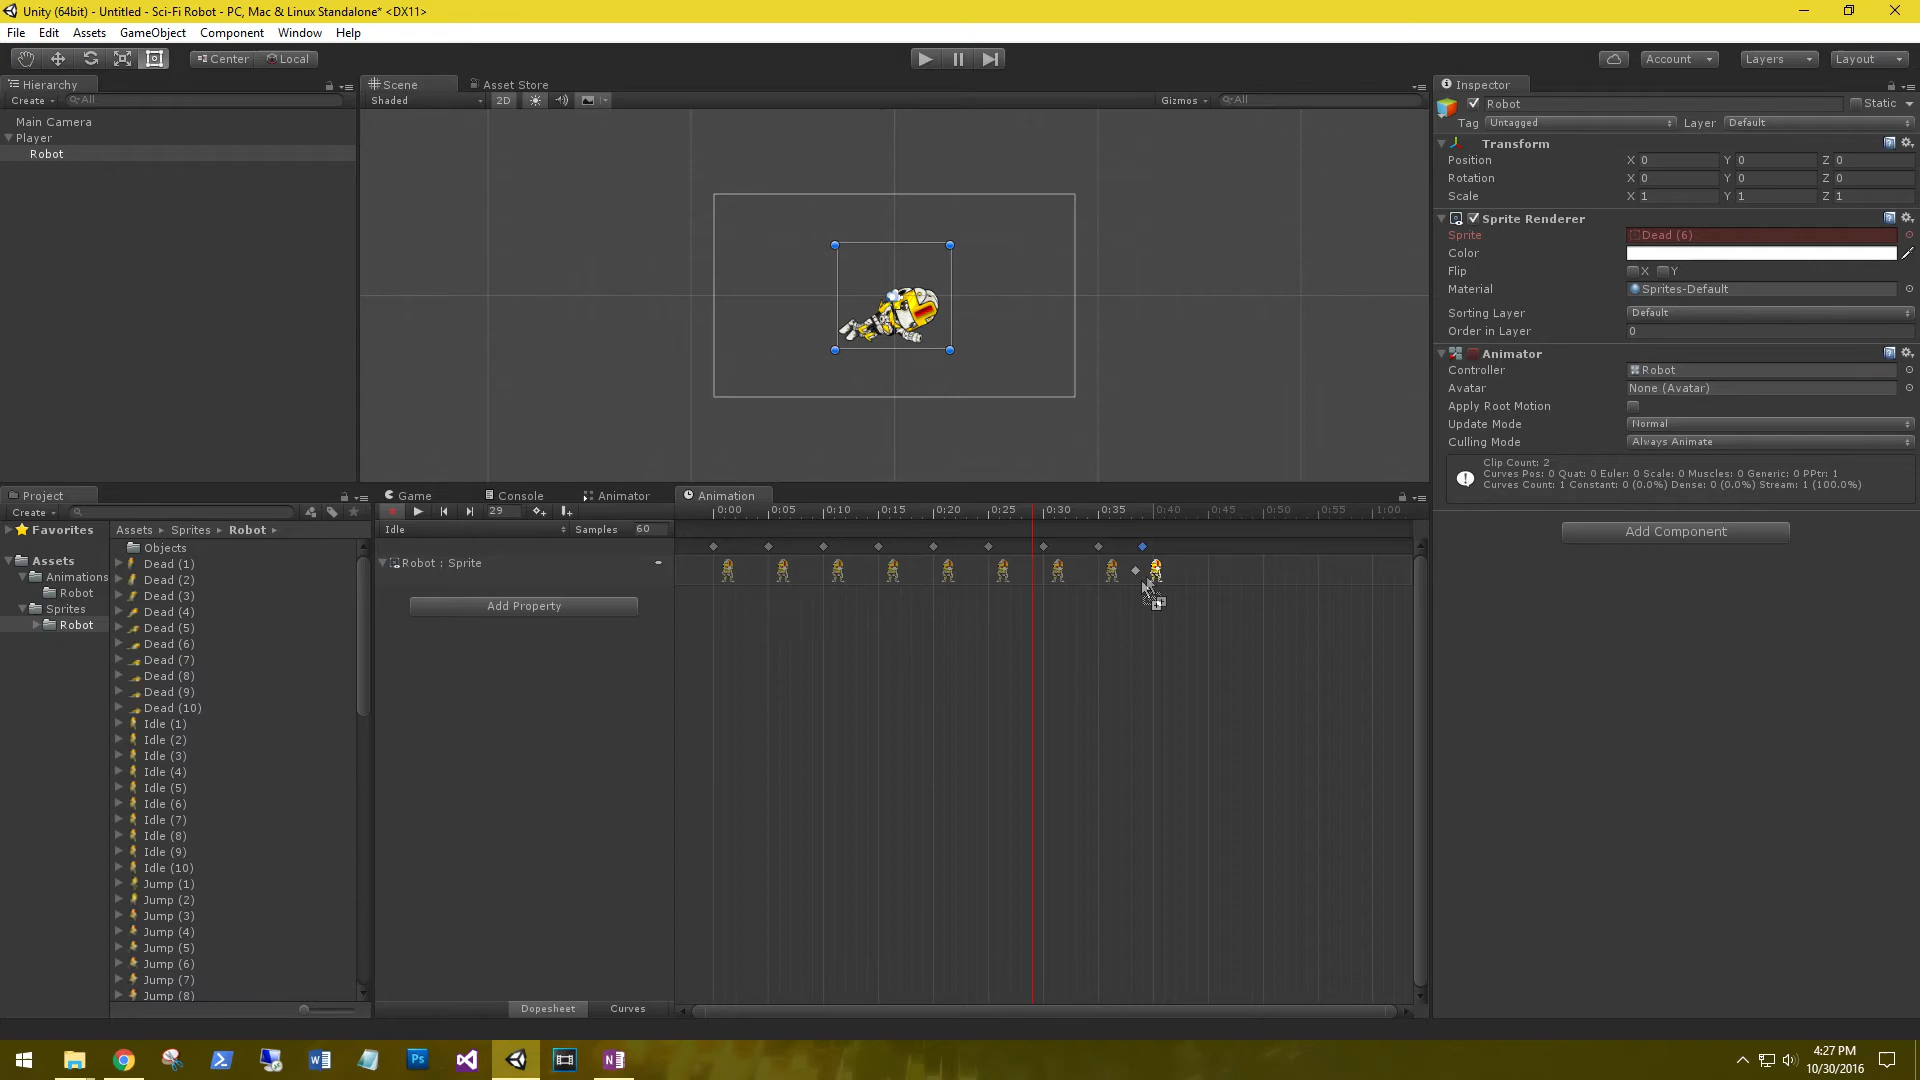 Unity (64bit) - Untitled - Sci-Fi Robot - PC, Mac & Linux Standalone* <DX11>
File Edit Assets GameObject Component Window Help
Center Local Account Layers Layout
Hierarchy
Create All
Main Camera
Player
Robot
Scene Asset Store
Shaded 2D Gizmos All
Inspector
Robot Static
Tag Untagged Layer Default
Transform
Position X 0 Y 0 Z 0
Rotation X 0 Y 0 Z 0
Scale X 1 Y 1 Z 1
Sprite Renderer
Sprite Dead (6)
Color
Flip X Y
Material Sprites-Default
Sorting Layer Default
Order in Layer 0
Animator
Controller Robot
Avatar None (Avatar)
Apply Root Motion
Update Mode Normal
Culling Mode Always Animate
Clip Count: 2
Curves Pos: 0 Quat: 0 Euler: 0 Scale: 0 Muscles: 0 Generic: 0 PPtr: 1
Curves Count: 1 Constant: 0 (0.0%) Dense: 0 (0.0%) Stream: 1 (100.0%)
Add Component
Project
Create
Favorites
Assets
Animations
Robot
Sprites
Robot
Assets Sprites Robot
Objects
Dead (1)
Dead (2)
Dead (3)
Dead (4)
Dead (5)
Dead (6)
Dead (7)
Dead (8)
Dead (9)
Dead (10)
Idle (1)
Idle (2)
Idle (3)
Idle (4)
Idle (5)
Idle (6)
Idle (7)
Idle (8)
Idle (9)
Idle (10)
Jump (1)
Jump (2)
Jump (3)
Jump (4)
Jump (5)
Jump (6)
Jump (7)
Jump (8)
Game Console Animator Animation
29
0:00 0:05 0:10 0:15 0:20 0:25 0:30 0:35 0:40 0:45 0:50 0:55 1:00
Idle Samples 60
Robot : Sprite
Add Property
Dopesheet Curves
4:27 PM
10/30/2016